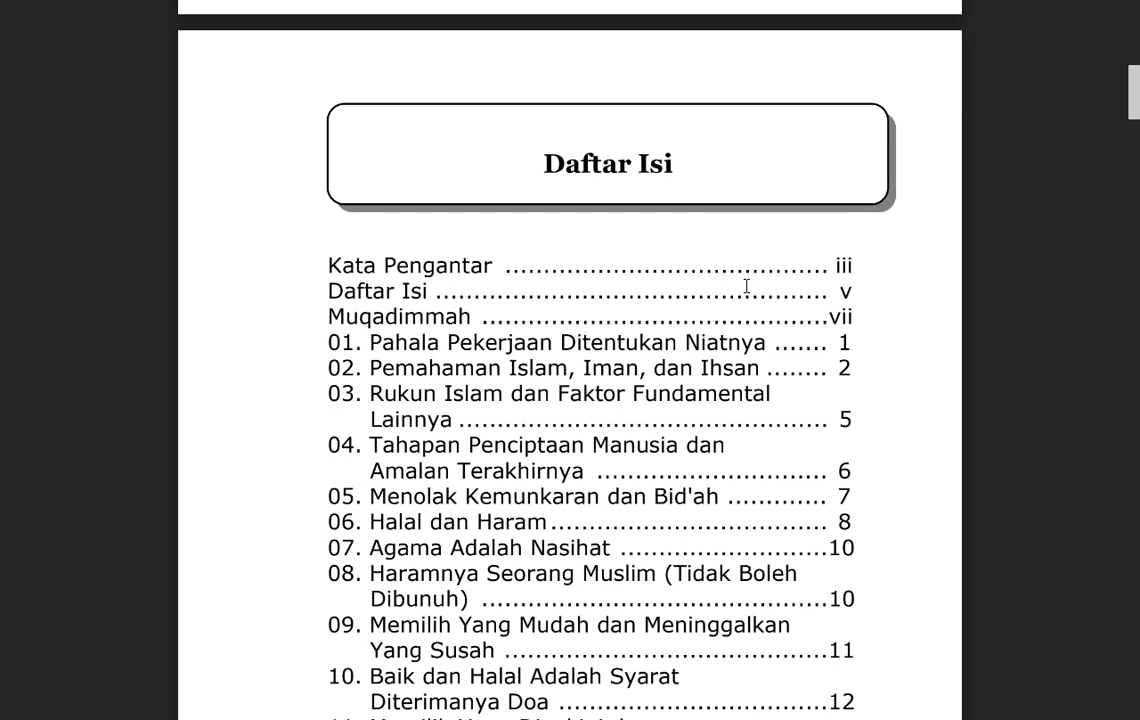 Daftar Isi
Kata Pengantar ........................................... iii
Daftar Isi .................................................... v
Muqadimmah ..............................................vii
01. Pahala Pekerjaan Ditentukan Niatnya ....... 1
02. Pemahaman Islam, Iman, dan Ihsan ........ 2
03. Rukun Islam dan Faktor Fundamental
Lainnya ................................................. 5
04. Tahapan Penciptaan Manusia dan
Amalan Terakhirnya ............................... 6
05. Menolak Kemunkaran dan Bid'ah ............. 7
06. Halal dan Haram..................................... 8
07. Agama Adalah Nasihat ...........................10
08. Haramnya Seorang Muslim (Tidak Boleh
Dibunuh) ..............................................10
09. Memilih Yang Mudah dan Meninggalkan
Yang Susah ...........................................11
10. Baik dan Halal Adalah Syarat
Diterimanya Doa ....................................12